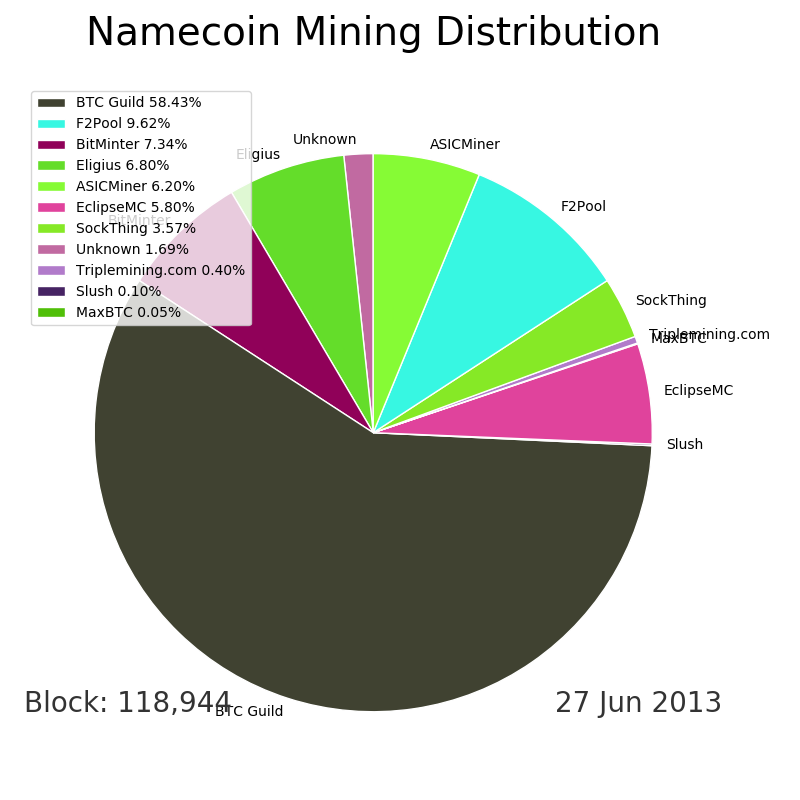 Namecoin Mining Distribution
BTC Guild 58.43%
F2Pool 9.62%
BitMinter 7.34%
Eligius 6.80%
ASICMiner 6.20%
EclipseMC 5.80%
SockThing 3.57%
Unknown 1.69%
Triplemining.com 0.40%
Slush 0.10%
MaxBTC 0.05%
Unknown
ASICMiner
Eligius
F2Pool
BitMinter
SockThing
Triplemining.com
MaxBTC
EclipseMC
Slush
BTC Guild
Block: 118,944
27 Jun 2013